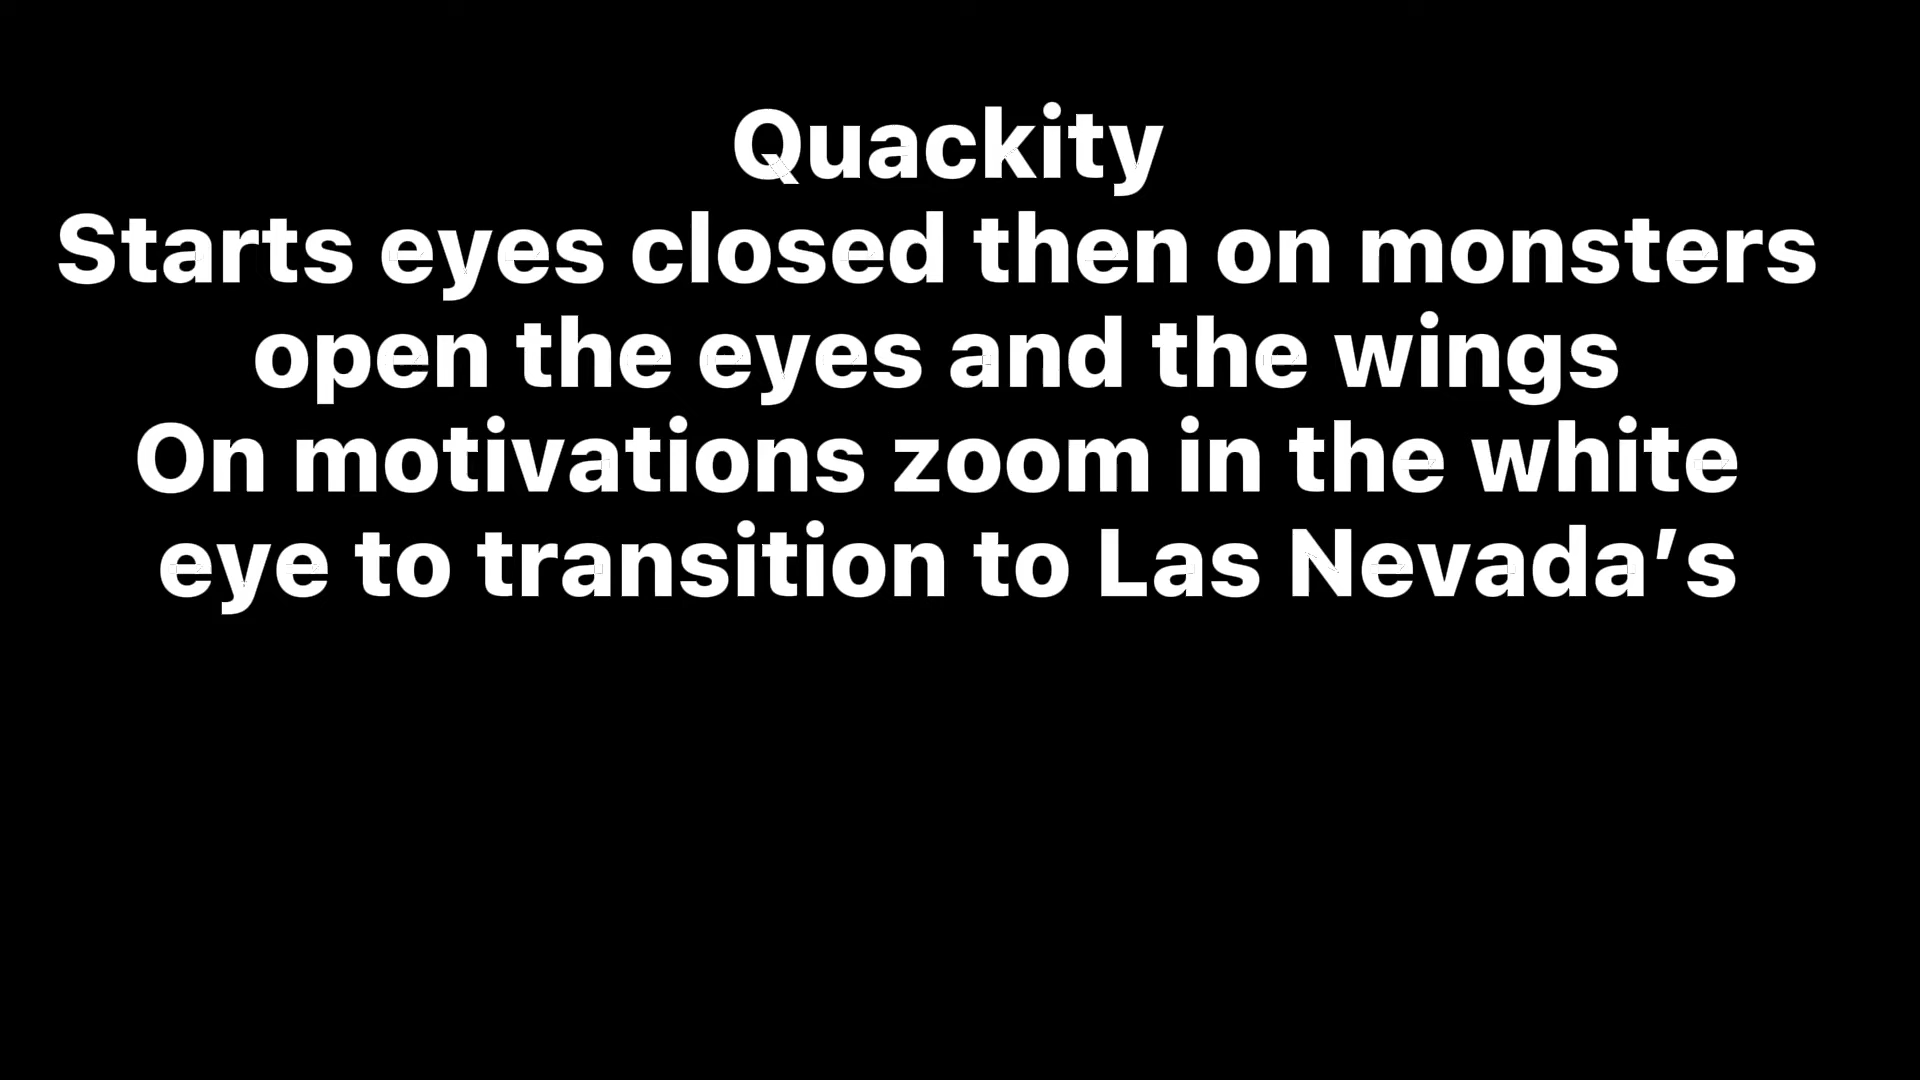 Quackity
Starts eyes closed then on monsters
open the eyes and the wings
On motivations zoom in the white
eye to transition to Las Nevada’s